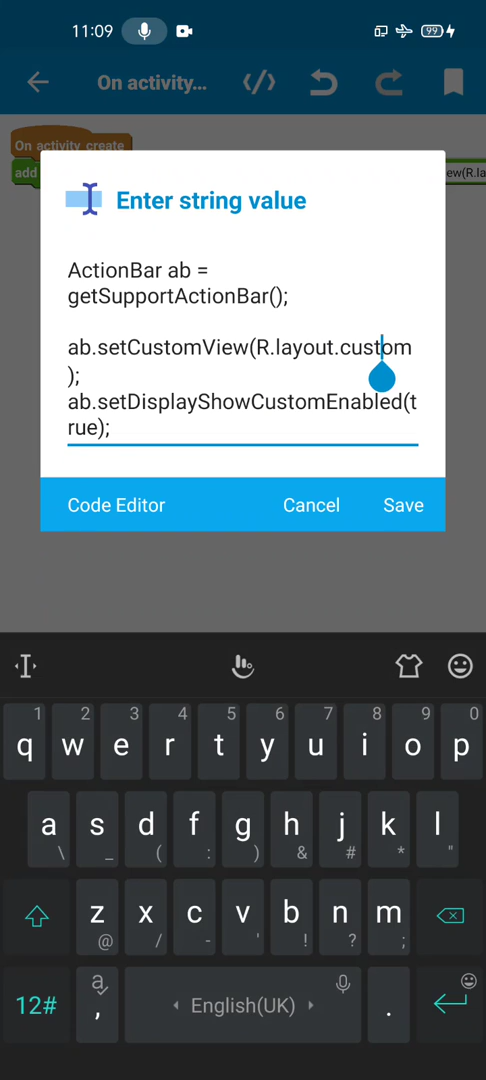 11:09
99
On activity...
On activity create
add
ew(R.la
Enter string value
ActionBar ab =
getSupportActionBar();
ab.setCustomView(R.layout.custom
);
ab.setDisplayShowCustomEnabled(t
rue);
Code Editor Cancel Save
1 2 3 4 5 6 7 8 9 0
q w e r t y u i o p
a s d f g h j k l
\ _ ( : ) & # * "
z x c v b n m
@ / - ' ! ? ;
12# a , English(UK) .